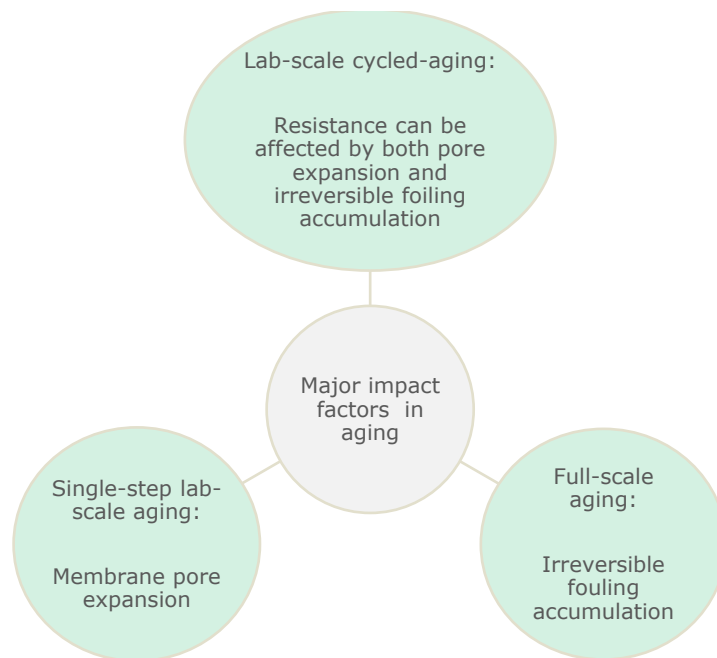 Lab-scale cycled-aging:
Resistance can be
affected by both pore
expansion and
irreversible foiling
accumulation
Major impact
factors in
aging
Single-step lab-
scale aging:
Membrane pore
expansion
Full-scale
aging:
Irreversible
fouling
accumulation